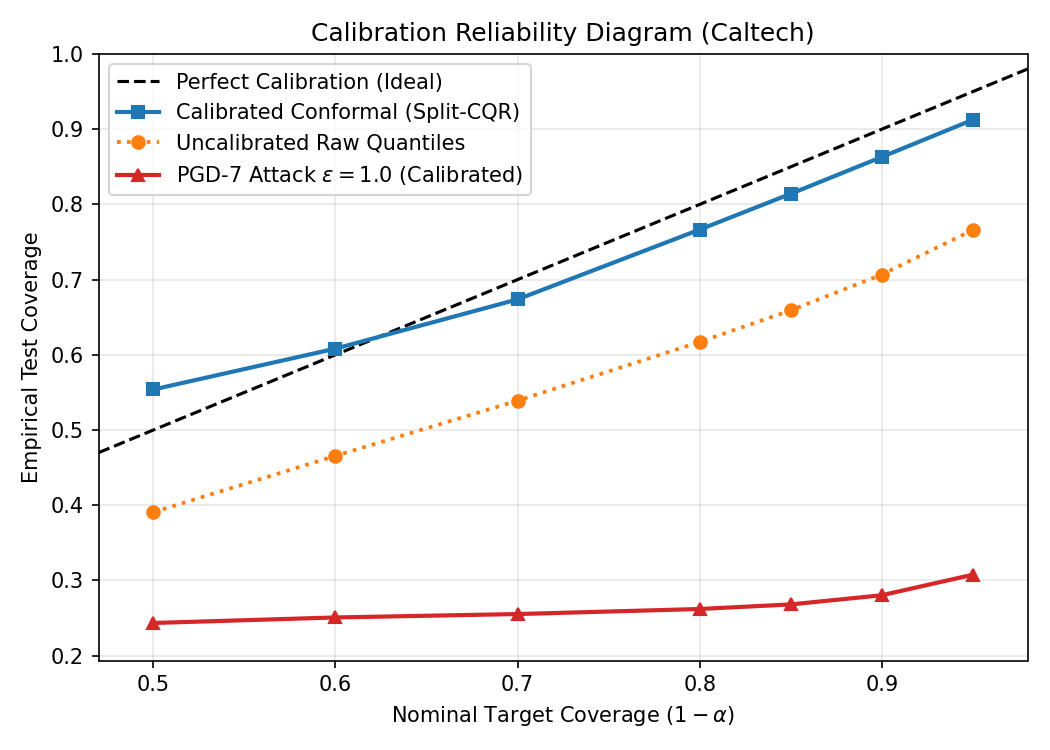 Calibration Reliability Diagram (Caltech)
Perfect Calibration (Ideal)
Calibrated Conformal (Split-CQR)
Uncalibrated Raw Quantiles
PGD-7 Attack ε = 1.0 (Calibrated)
Empirical Test Coverage
1.0
0.9
0.8
0.7
0.6
0.5
0.4
0.3
0.2
0.5 0.6 0.7 0.8 0.9
Nominal Target Coverage (1 − α)